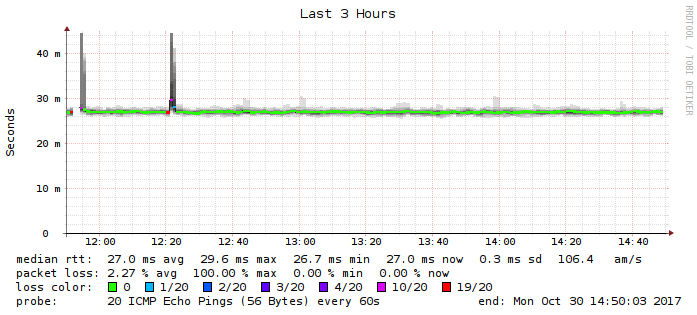 Last 3 Hours
RRDTOOL / TOBI OETIKER
Seconds
40 m
30 m
20 m
10 m
0
12:00 12:20 12:40 13:00 13:20 13:40 14:00 14:20 14:40
median rtt: 27.0 ms avg 29.6 ms max 26.7 ms min 27.0 ms now 0.3 ms sd 106.4 am/s
packet loss: 2.27 % avg 100.00 % max 0.00 % min 0.00 % now
loss color: 0 1/20 2/20 3/20 4/20 10/20 19/20
probe: 20 ICMP Echo Pings (56 Bytes) every 60s end: Mon Oct 30 14:50:03 2017